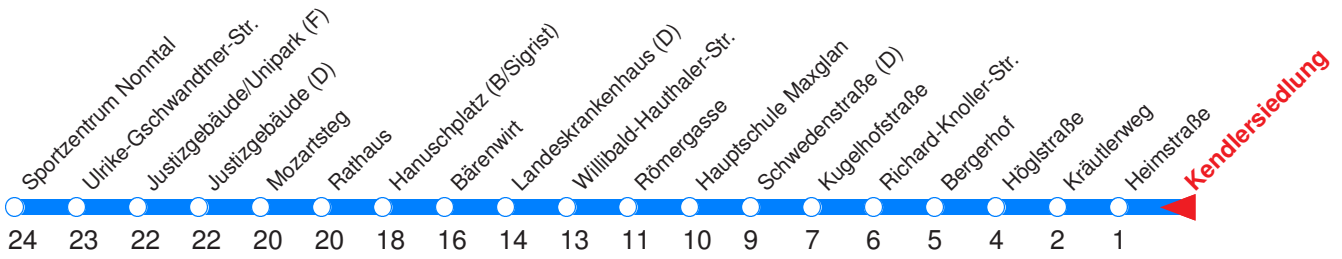 Sportzentrum Nonntal
Ulrike-Gschwandtner-Str.
Justizgebäude/Unipark (F)
Justizgebäude (D)
Mozartsteg
Rathaus
Hanuschplatz (B/Sigrist)
Bärenwirt
Landeskrankenhaus (D)
Willibald-Hauthaler-Str.
Römergasse
Hauptschule Maxglan
Schwedenstraße (D)
Kugelhofstraße
Richard-Knoller-Str.
Bergerhof
Höglstraße
Kräutlerweg
Heimstraße
Kendlersiedlung
24 23 22 22 20 20 18 16 14 13 11 10 9 7 6 5 4 2 1